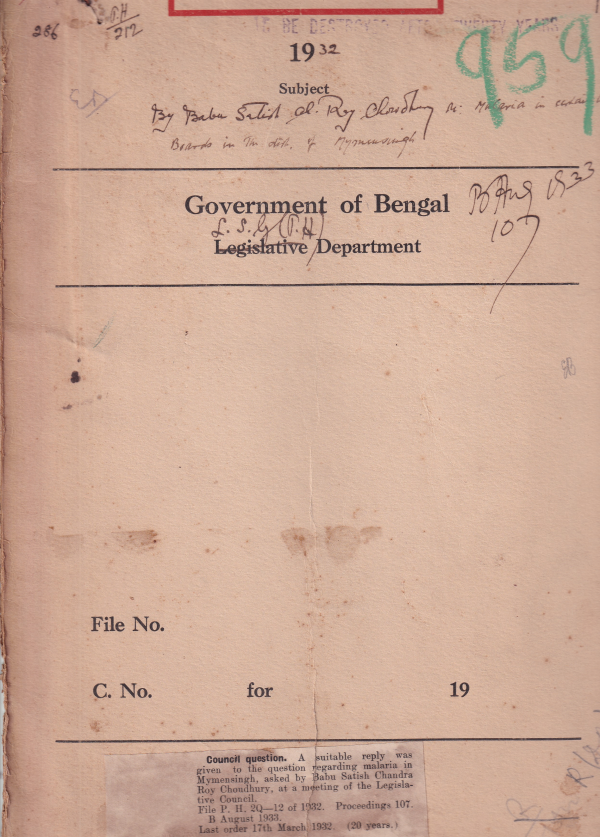 286
P.H
212
TO BE DESTROYED AFTER TWENTY YEARS
959
1932
Subject
By Babu Satish Ch. Roy Choudhury Re: Malaria in
Boards in the dist. of Mymensingh
Government of Bengal
B Aug 1933
L. S. G (P.H)
107
Legislative Department
File No.
C. No. for 19
Council question. A suitable reply was
given to the question regarding malaria in
Mymensingh, asked by Babu Satish Chandra
Roy Choudhury, at a meeting of the Legisla-
tive Council.
File P. H. 2Q—12 of 1932. Proceedings 107.
B August 1933.
Last order 17th March 1932. (20 years.)